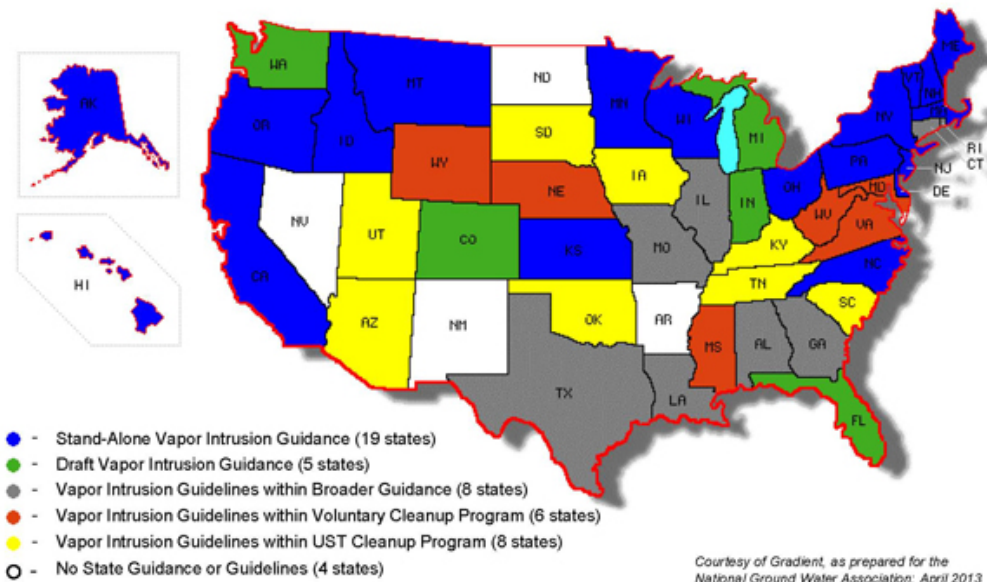 WA
ND
ME
AK
MT
MN
VT
NH
OR
ID
SD
WI
NY
MI
WY
RI
CT
IA
PA
NE
NJ
OH
IL
IN
DE
NV
MD
UT
WV
CO
VA
KS
MO
KY
CA
NC
HI
TN
OK
SC
AZ
NM
AR
MS
AL
GA
TX
LA
FL
- Stand-Alone Vapor Intrusion Guidance (19 states)
- Draft Vapor Intrusion Guidance (5 states)
- Vapor Intrusion Guidelines within Broader Guidance (8 states)
- Vapor Intrusion Guidelines within Voluntary Cleanup Program (6 states)
- Vapor Intrusion Guidelines within UST Cleanup Program (8 states)
- No State Guidance or Guidelines (4 states)
Courtesy of Gradient, as prepared for the
National Ground Water Association: April 2013